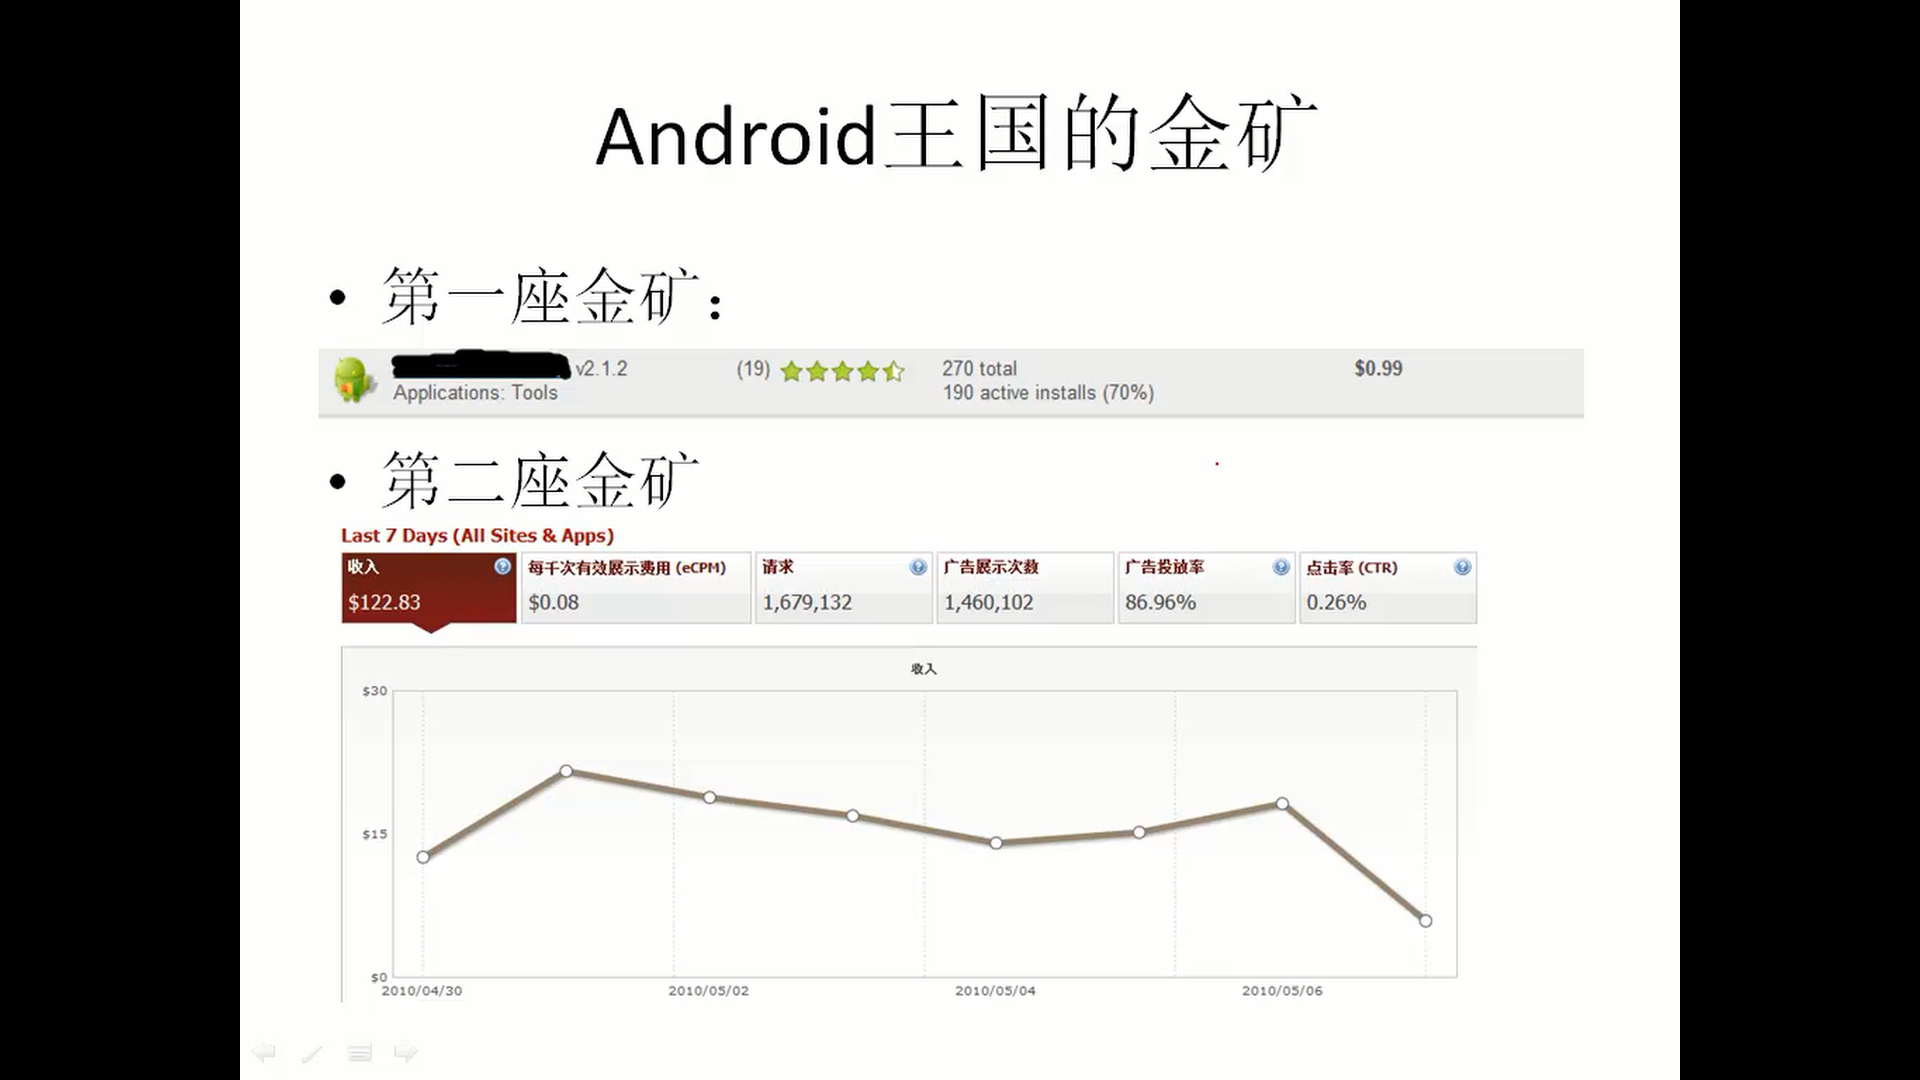 Android王国的金矿
• 第一座金矿：
v2.1.2 (19) 270 total $0.99
Applications: Tools 190 active installs (70%)
• 第二座金矿
Last 7 Days (All Sites & Apps)
收入 每千次有效展示费用 (eCPM) 请求 广告展示次数 广告投放率 点击率 (CTR)
$122.83 $0.08 1,679,132 1,460,102 86.96% 0.26%
收入
$30
$15
$0
2010/04/30 2010/05/02 2010/05/04 2010/05/06